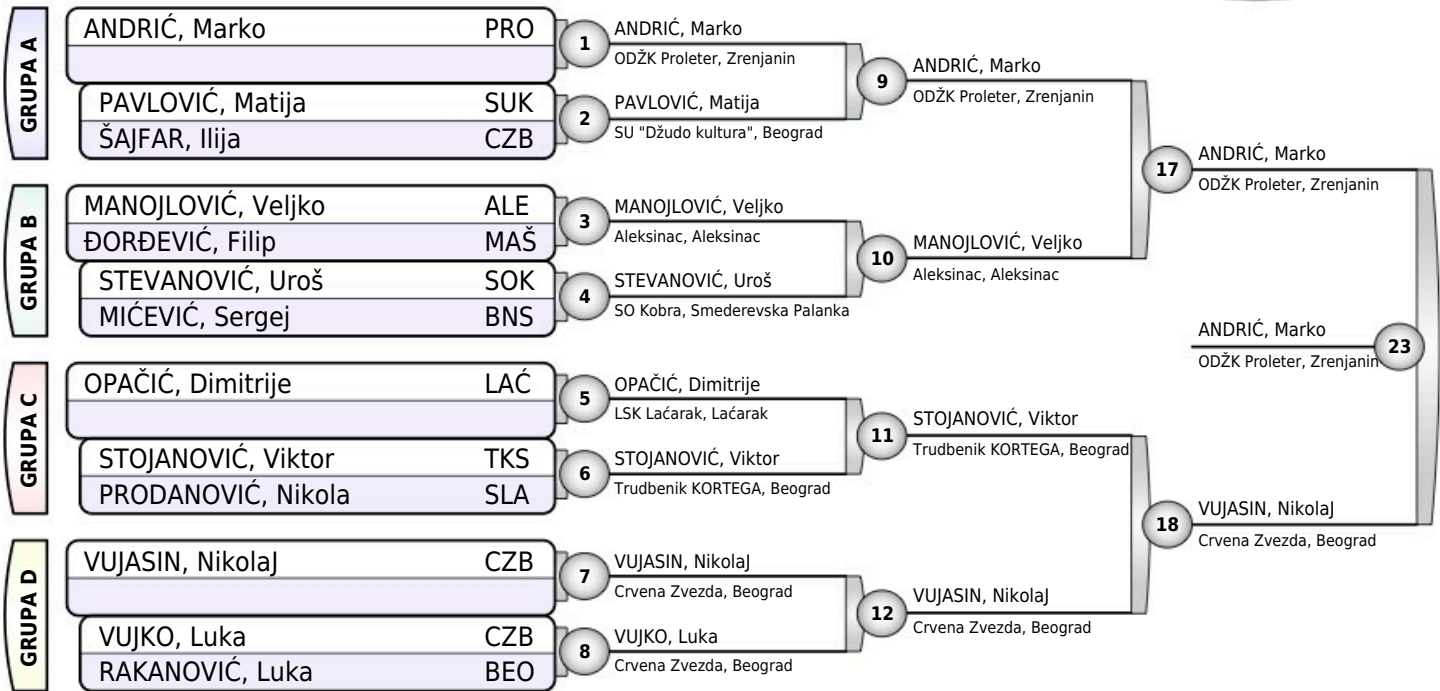 GRUPA A
ANDRIĆ, Marko PRO
PAVLOVIĆ, Matija SUK
ŠAJFAR, Ilija CZB
GRUPA B
MANOJLOVIĆ, Veljko ALE
ĐORĐEVIĆ, Filip MAŠ
STEVANOVIĆ, Uroš SOK
MIĆEVIĆ, Sergej BNS
GRUPA C
OPAČIĆ, Dimitrije LAĆ
STOJANOVIĆ, Viktor TKS
PRODANOVIĆ, Nikola SLA
GRUPA D
VUJASIN, NikolaJ CZB
VUJKO, Luka CZB
RAKANOVIĆ, Luka BEO
1
ANDRIĆ, Marko
ODŽK Proleter, Zrenjanin
2
PAVLOVIĆ, Matija
SU "Džudo kultura", Beograd
3
MANOJLOVIĆ, Veljko
Aleksinac, Aleksinac
4
STEVANOVIĆ, Uroš
SO Kobra, Smederevska Palanka
5
OPAČIĆ, Dimitrije
LSK Laćarak, Laćarak
6
STOJANOVIĆ, Viktor
Trudbenik KORTEGA, Beograd
7
VUJASIN, NikolaJ
Crvena Zvezda, Beograd
8
VUJKO, Luka
Crvena Zvezda, Beograd
9
ANDRIĆ, Marko
ODŽK Proleter, Zrenjanin
10
MANOJLOVIĆ, Veljko
Aleksinac, Aleksinac
11
STOJANOVIĆ, Viktor
Trudbenik KORTEGA, Beograd
12
VUJASIN, NikolaJ
Crvena Zvezda, Beograd
17
ANDRIĆ, Marko
ODŽK Proleter, Zrenjanin
18
VUJASIN, NikolaJ
Crvena Zvezda, Beograd
ANDRIĆ, Marko
ODŽK Proleter, Zrenjanin
23